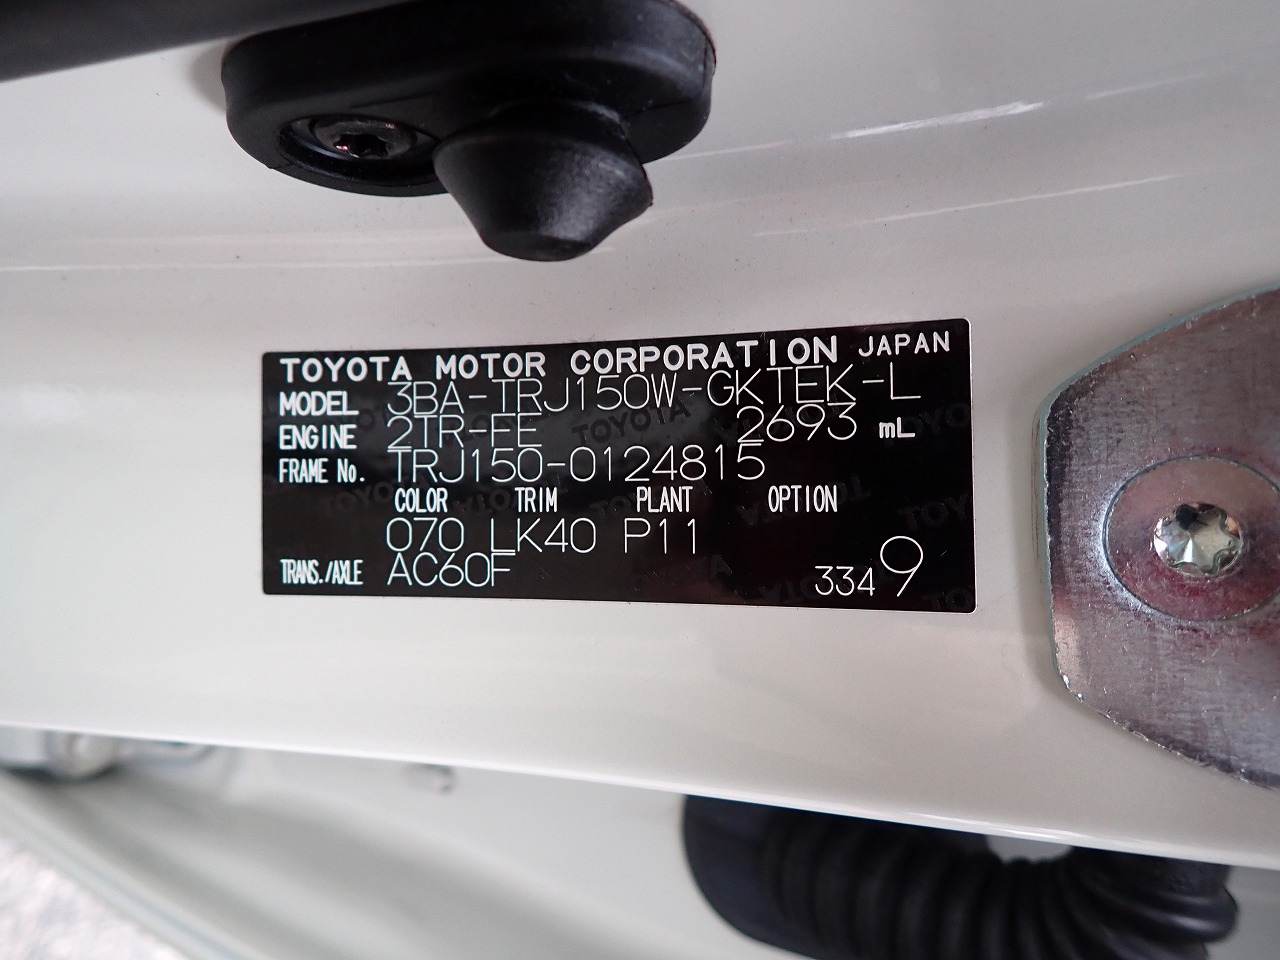 TOYOTA MOTOR CORPORATION JAPAN
MODEL 3BA-TRJ150W-GKTEK-L
ENGINE 2TR-FE 2693 mL
FRAME No. TRJ150-0124815
COLOR TRIM PLANT OPTION
070 LK40 P11
TRANS./AXLE AC60F 3349